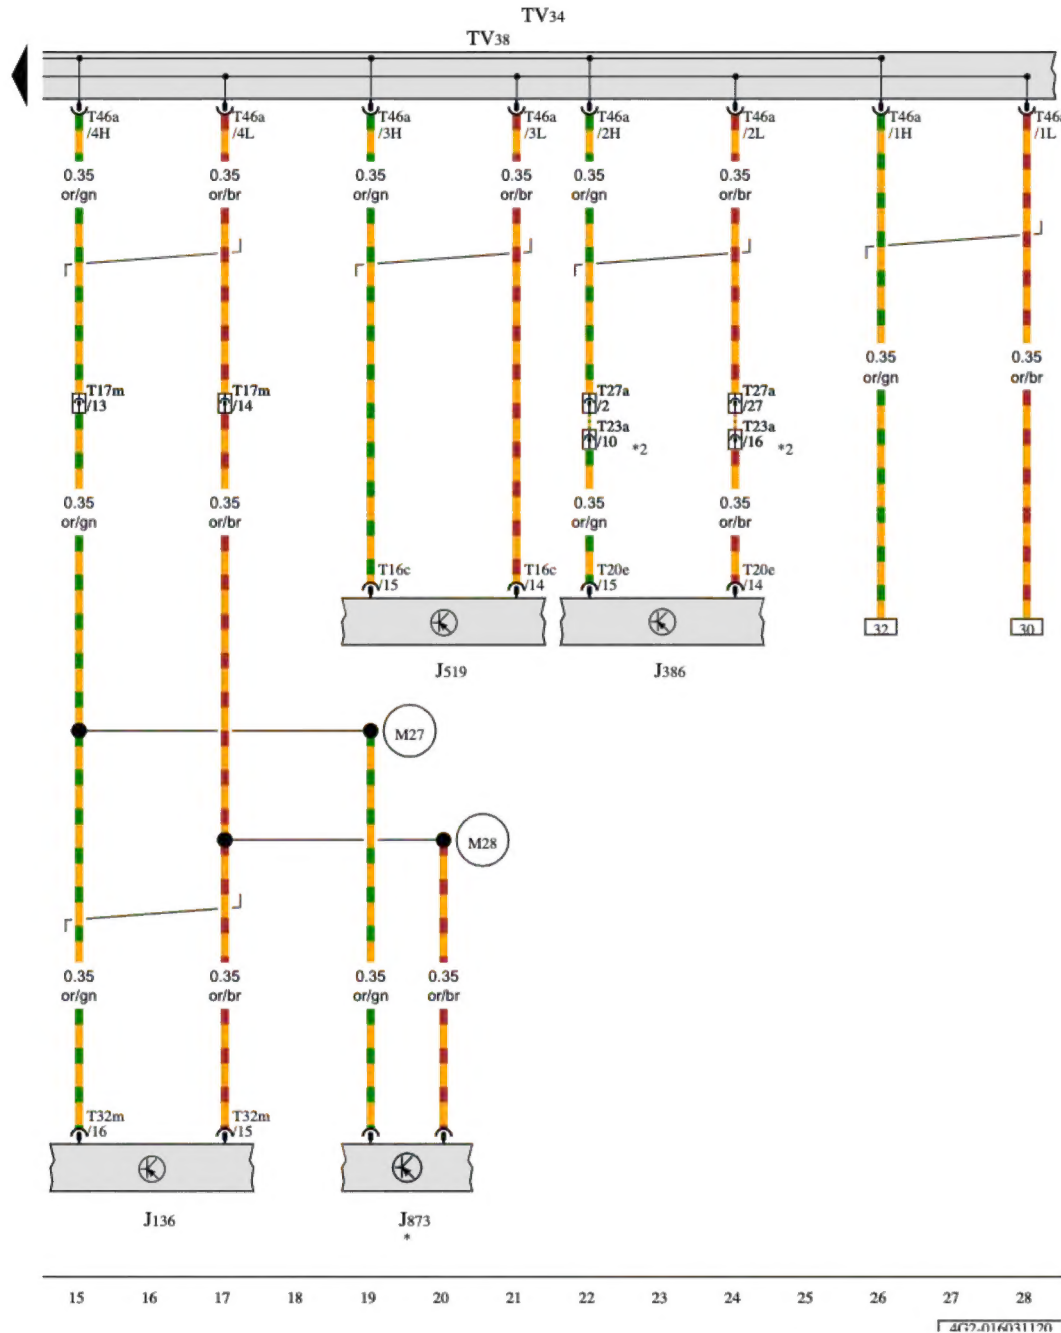 TV34
TV38
T46a /4H
T46a /4L
T46a /3H
T46a /3L
T46a /2H
T46a /2L
T46a /1H
T46a /1L
0.35 or/gn
0.35 or/br
0.35 or/gn
0.35 or/br
0.35 or/gn
0.35 or/br
0.35 or/gn
0.35 or/br
T17m /13
T17m /14
T27a /2
T27a /27
T23a /10 *2
T23a /16 *2
0.35 or/gn
0.35 or/br
0.35 or/gn
0.35 or/br
T16c /15
T16c /14
T20e /15
T20e /14
32
30
J519
J386
M27
M28
0.35 or/gn
0.35 or/br
0.35 or/gn
0.35 or/br
T32m /16
T32m /15
J136
J873
*
15 16 17 18 19 20 21 22 23 24 25 26 27 28
4G2-016031120